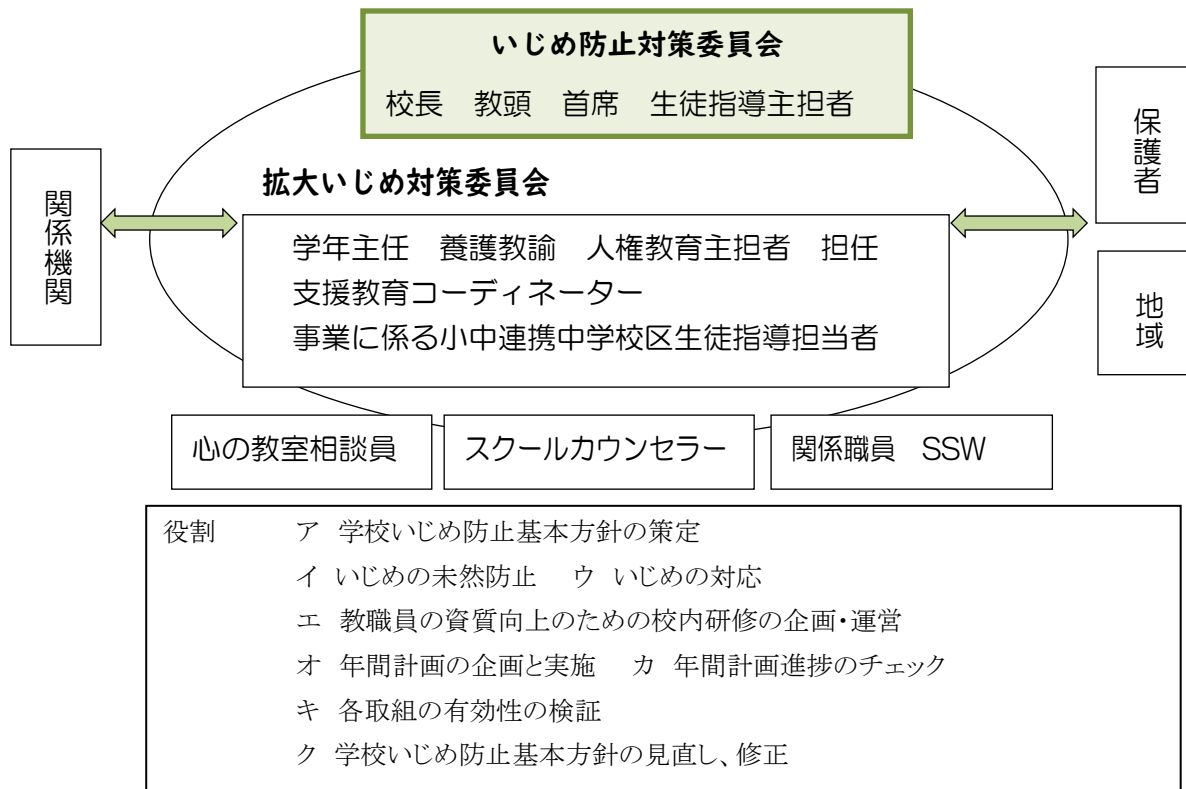 いじめ防止対策委員会
校長　教頭　首席　生徒指導主担者
保護者
拡大いじめ対策委員会
関係機関
学年主任　養護教諭　人権教育主担者　担任
支援教育コーディネーター
事業に係る小中連携中学校区生徒指導担当者
地域
心の教室相談員
スクールカウンセラー
関係職員　SSW
役割　ア　学校いじめ防止基本方針の策定
イ　いじめの未然防止　ウ　いじめの対応
エ　教職員の資質向上のための校内研修の企画・運営
オ　年間計画の企画と実施　カ　年間計画進捗のチェック
キ　各取組の有効性の検証
ク　学校いじめ防止基本方針の見直し、修正